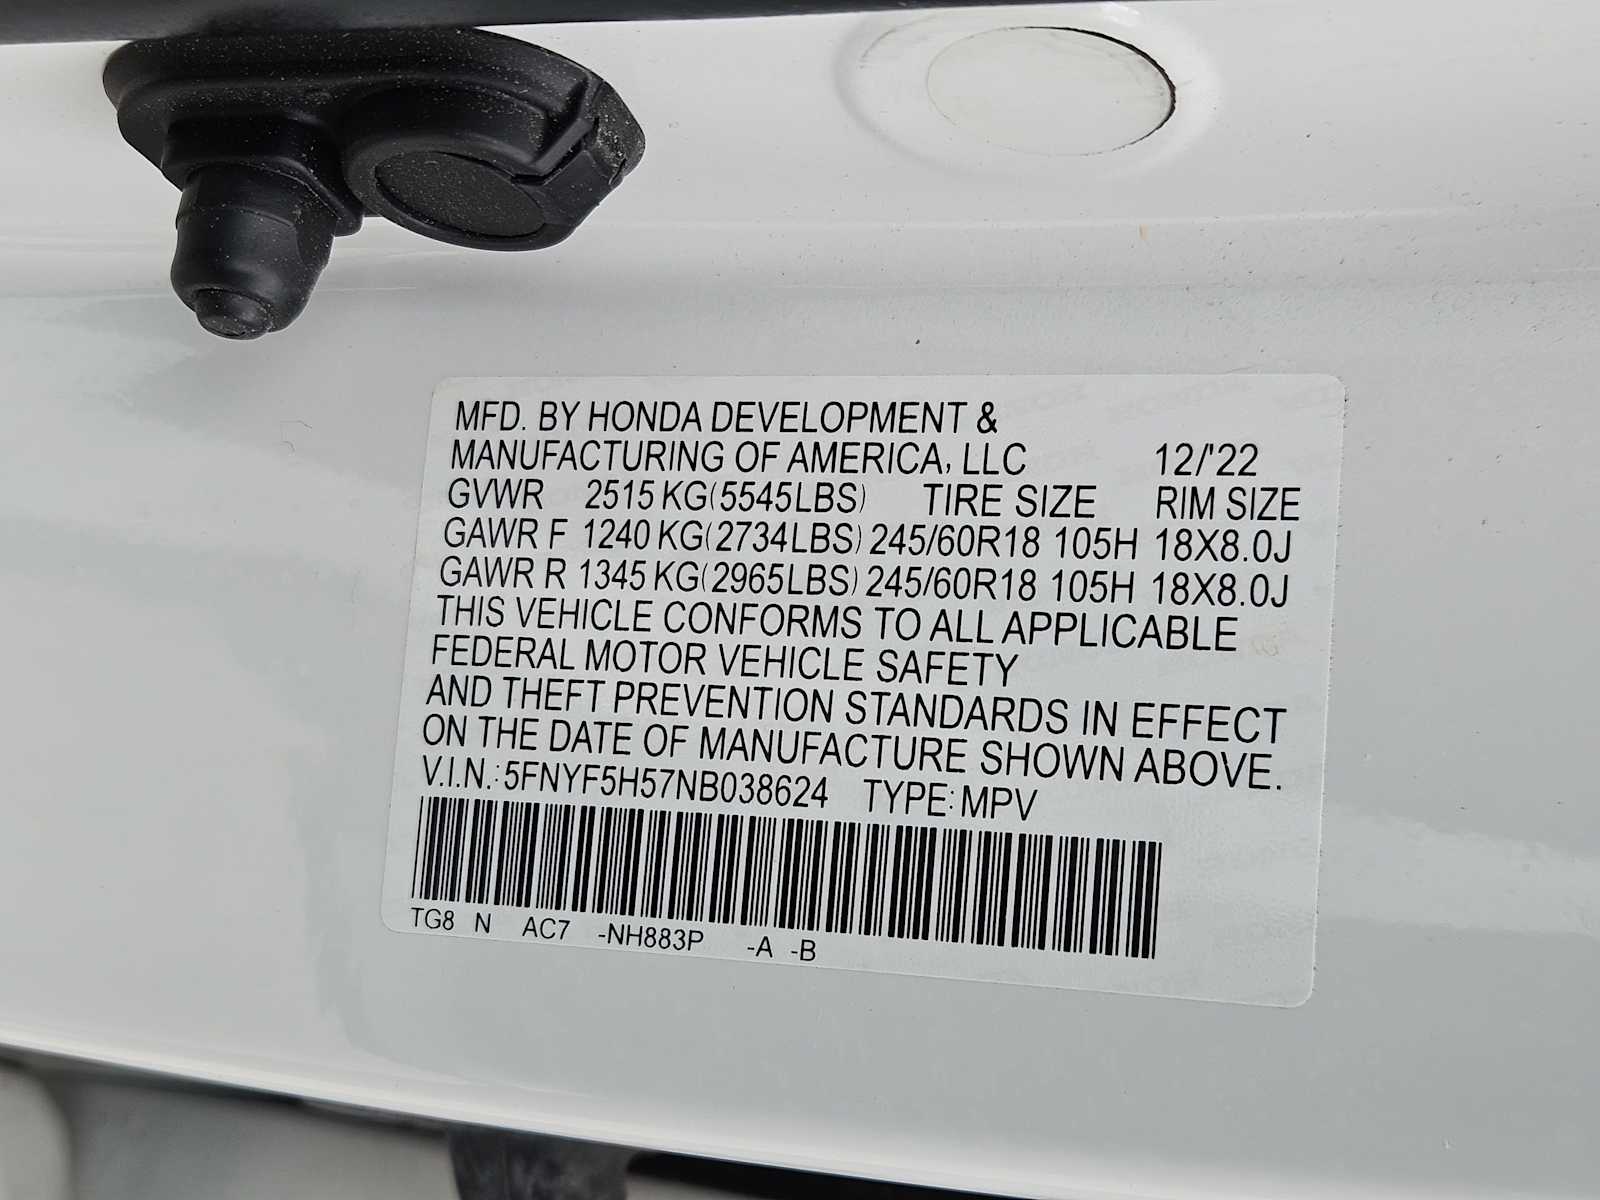 MFD. BY HONDA DEVELOPMENT &
MANUFACTURING OF AMERICA, LLC 12/'22
GVWR 2515 KG(5545LBS) TIRE SIZE RIM SIZE
GAWR F 1240 KG(2734LBS) 245/60R18 105H 18X8.0J
GAWR R 1345 KG(2965LBS) 245/60R18 105H 18X8.0J
THIS VEHICLE CONFORMS TO ALL APPLICABLE
FEDERAL MOTOR VEHICLE SAFETY
AND THEFT PREVENTION STANDARDS IN EFFECT
ON THE DATE OF MANUFACTURE SHOWN ABOVE.
V.I.N.: 5FNYF5H57NB038624 TYPE: MPV
TG8 N AC7 -NH883P -A -B